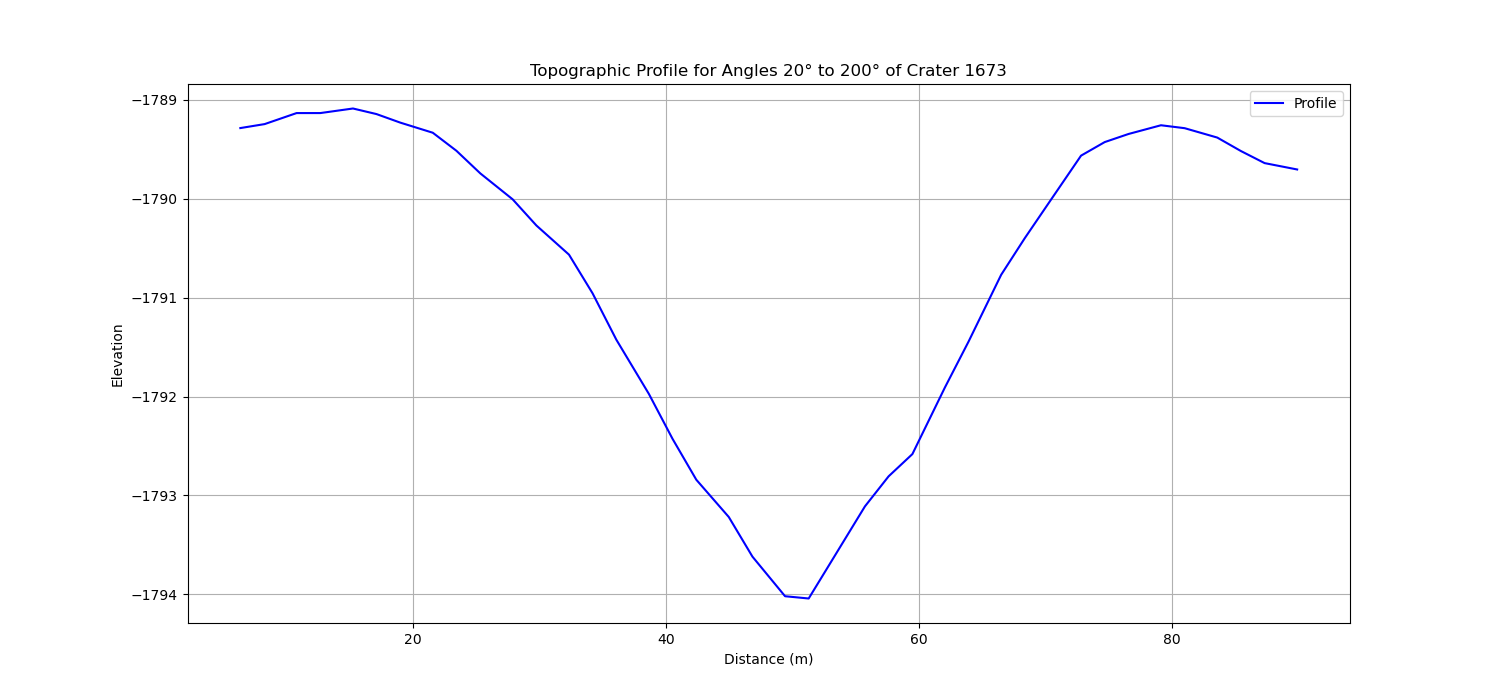 Topographic Profile for Angles 20° to 200° of Crater 1673
Profile
−1789
−1790
−1791
−1792
−1793
−1794
Elevation
20
40
60
80
Distance (m)